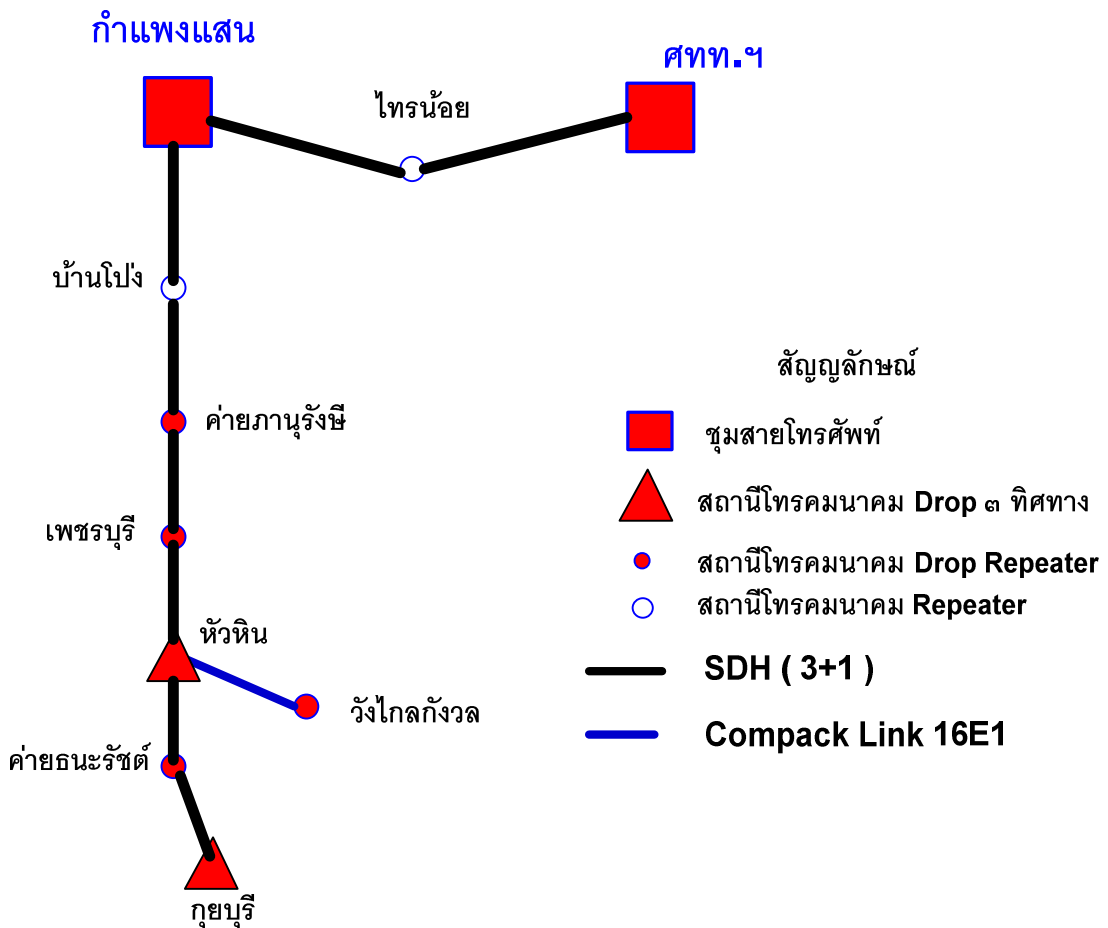 กำแพงแสน
ศทท.ฯ
ไทรน้อย
บ้านโป่ง
สัญญลักษณ์
ค่ายภานุรังษี
ชุมสายโทรศัพท์
สถานีโทรคมนาคม Drop ๓ ทิศทาง
เพชรบุรี
สถานีโทรคมนาคม Drop Repeater
สถานีโทรคมนาคม Repeater
หัวหิน
SDH ( 3+1 )
วังไกลกังวล
Compack Link 16E1
ค่ายธนะรัชต์
กุยบุรี